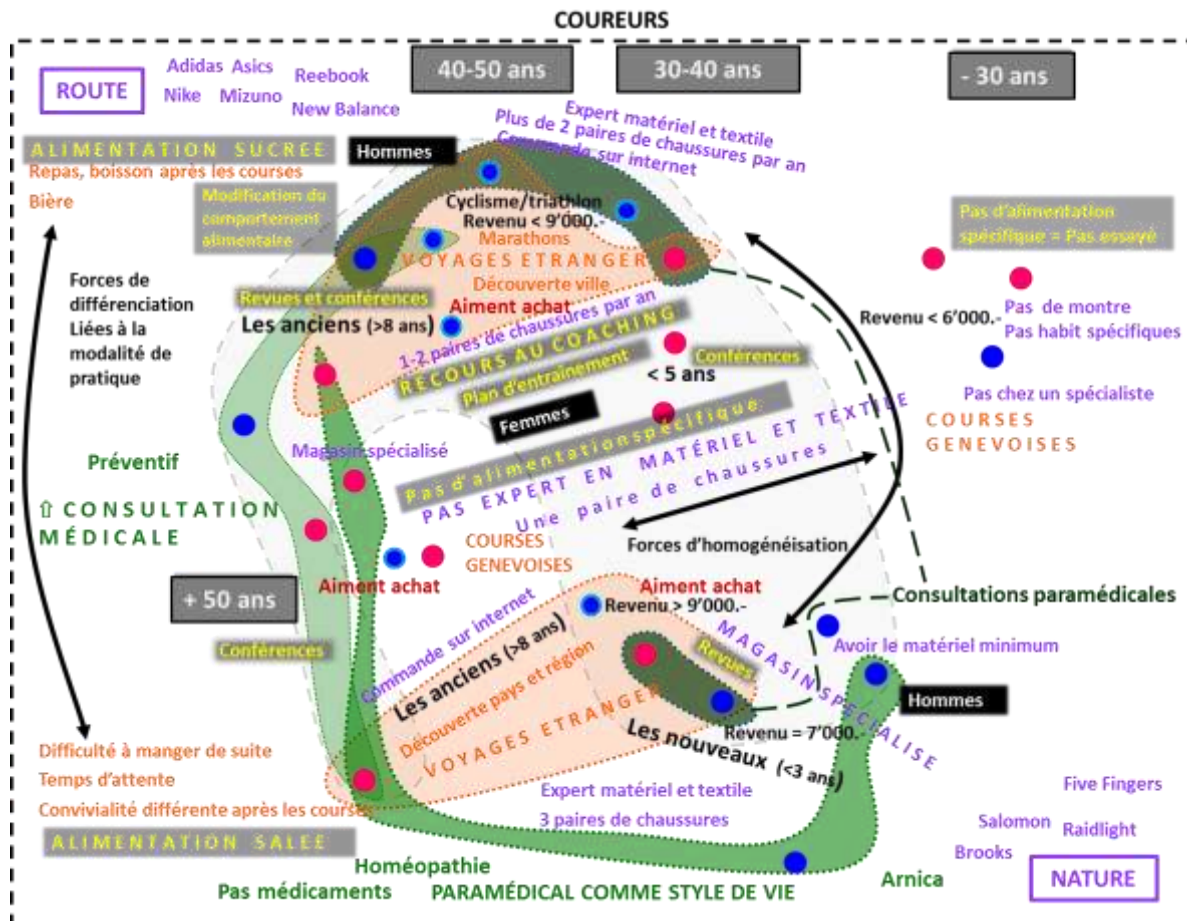 COUREURS
40-50 ans
30-40 ans
- 30 ans
ROUTE
Adidas Asics
Nike Mizuno
Reebook
New Balance
Expert matériel et textile
Plus de 2 paires de chaussures par an
Commande sur internet
ALIMENTATION SUCREE
Repas, boisson après les courses
Bière
Hommes
Modification du
comportement
alimentaire
Cyclisme/triathlon
Revenu < 9’000.-
Marathons
VOYAGES ETRANGER
Découverte ville
Pas d'alimentation
spécifique = Pas essayé
Forces de
différenciation
Liées à la
modalité de
pratique
Revues et conférences
Les anciens (>8 ans)
Aiment achat
1-2 paires de chaussures par an
RECOURS AU COACHING
Plan d'entraînement
Conférences
< 5 ans
Revenu < 6’000.-
Pas de montre
Pas habit spécifiques
Pas chez un spécialiste
COURSES
GENEVOISES
Femmes
Pas d'alimentation spécifique
PAS EXPERT EN MATÉRIEL ET TEXTILE
Une paire de chaussures
Magasin spécialisé
Préventif
⇧ CONSULTATION
MÉDICALE
COURSES
GENEVOISES
Aiment achat
Forces d'homogénéisation
+ 50 ans
Conférences
Aiment achat
Revenu > 9’000.-
Consultations paramédicales
Commande sur internet
Les anciens (>8 ans)
Découverte pays et région
VOYAGES ETRANGER
Revues
MAGASIN SPECIALISE
Avoir le matériel minimum
Hommes
Revenu = 7’000.-
Les nouveaux (<3 ans)
Difficulté à manger de suite
Temps d'attente
Convivialité différente après les courses
ALIMENTATION SALEE
Expert matériel et textile
3 paires de chaussures
Five Fingers
Salomon
Raidlight
Brooks
NATURE
Homéopathie
Pas médicaments
PARAMÉDICAL COMME STYLE DE VIE
Arnica